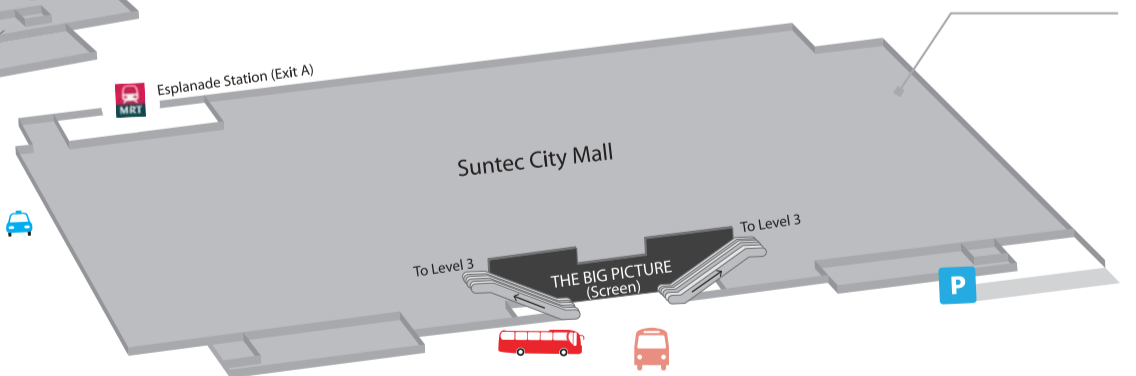 Esplanade Station (Exit A)
MRT
Suntec City Mall
To Level 3
To Level 3
THE BIG PICTURE
(Screen)
P